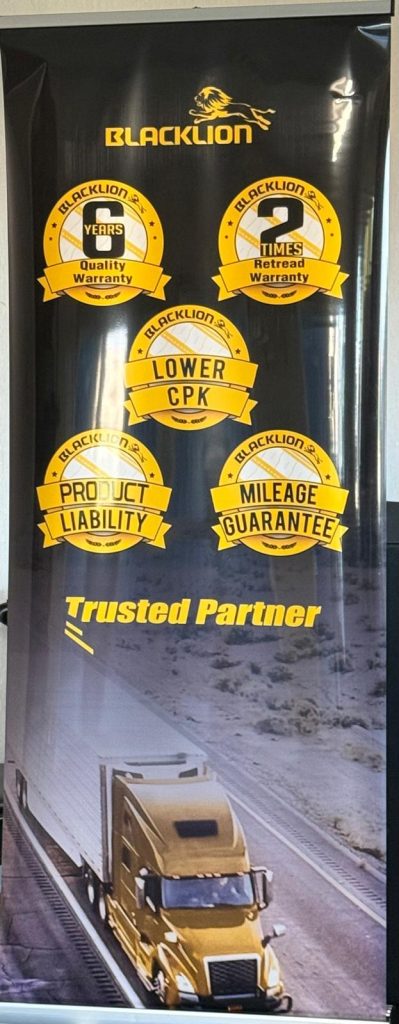 BLACKLION
BLACKLION
6
YEARS
Quality
Warranty
BLACKLION
2
TIMES
Retread
Warranty
BLACKLION
LOWER
CPK
BLACKLION
PRODUCT
LIABILITY
BLACKLION
MILEAGE
GUARANTEE
Trusted Partner